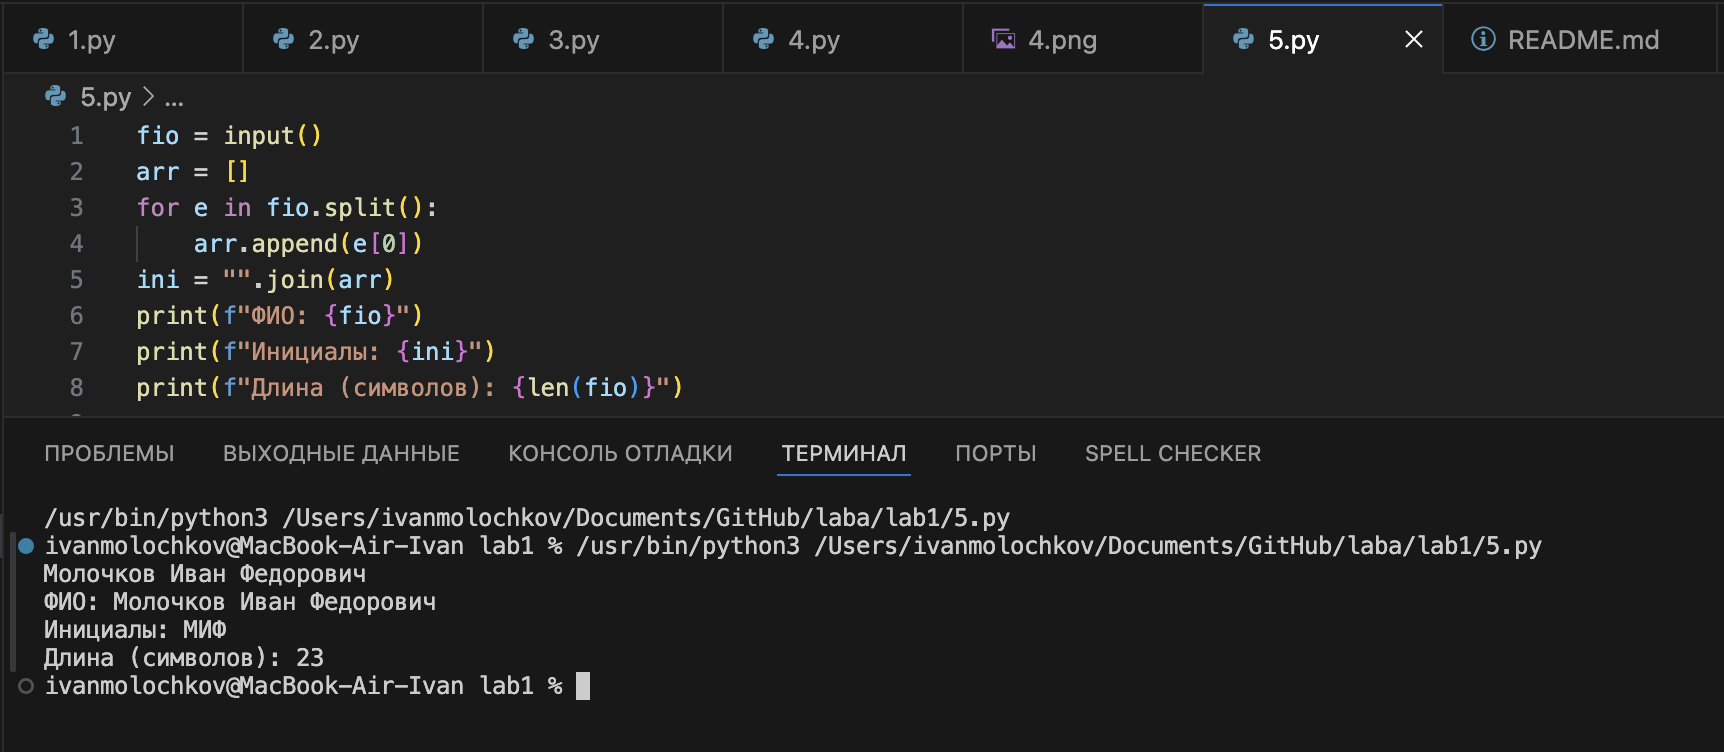 1.py 2.py 3.py 4.py 4.png 5.py README.md
5.py > ...
1 fio = input()
2 arr = []
3 for e in fio.split():
4     arr.append(e[0])
5 ini = "".join(arr)
6 print(f"ФИО: {fio}")
7 print(f"Инициалы: {ini}")
8 print(f"Длина (символов): {len(fio)}")
ПРОБЛЕМЫ ВЫХОДНЫЕ ДАННЫЕ КОНСОЛЬ ОТЛАДКИ ТЕРМИНАЛ ПОРТЫ SPELL CHECKER
/usr/bin/python3 /Users/ivanmolochkov/Documents/GitHub/laba/lab1/5.py
ivanmolochkov@MacBook-Air-Ivan lab1 % /usr/bin/python3 /Users/ivanmolochkov/Documents/GitHub/laba/lab1/5.py
Молочков Иван Федорович
ФИО: Молочков Иван Федорович
Инициалы: МИФ
Длина (символов): 23
ivanmolochkov@MacBook-Air-Ivan lab1 %